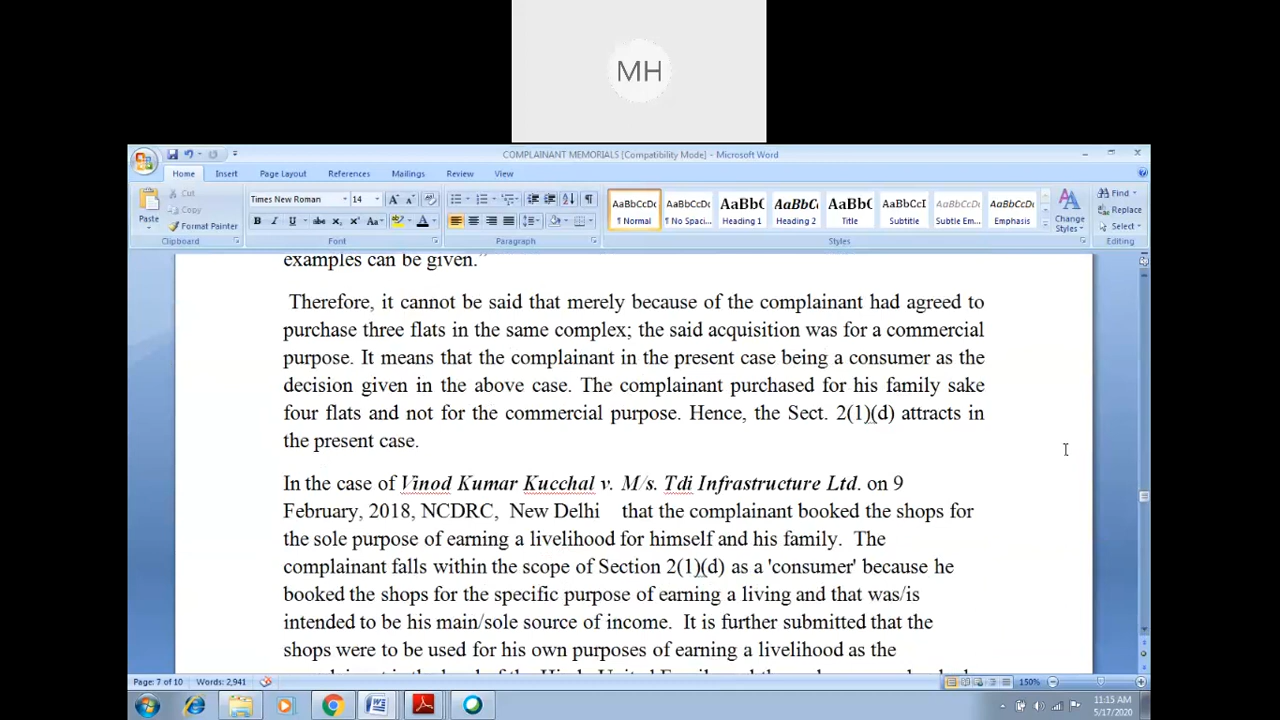 MH
COMPLAINANT MEMORIALS [Compatibility Mode] - Microsoft Word
Home Insert Page Layout References Mailings Review View
Paste
Cut
Copy
Format Painter
Clipboard
Times New Roman 14
Font
Paragraph
AaBbCcDc AaBbCcDc AaBbC AaBbC AaBbC AaBbCcI AaBbCcDc AaBbCcDc
¶ Normal ¶ No Spaci... Heading 1 Heading 2 Title Subtitle Subtle Em... Emphasis
Change Styles
Styles
Find
Replace
Select
Editing
examples can be given.”
Therefore, it cannot be said that merely because of the complainant had agreed to
purchase three flats in the same complex; the said acquisition was for a commercial
purpose. It means that the complainant in the present case being a consumer as the
decision given in the above case. The complainant purchased for his family sake
four flats and not for the commercial purpose. Hence, the Sect. 2(1)(d) attracts in
the present case.
In the case of Vinod Kumar Kucchal v. M/s. Tdi Infrastructure Ltd. on 9
February, 2018, NCDRC, New Delhi that the complainant booked the shops for
the sole purpose of earning a livelihood for himself and his family. The
complainant falls within the scope of Section 2(1)(d) as a 'consumer' because he
booked the shops for the specific purpose of earning a living and that was/is
intended to be his main/sole source of income. It is further submitted that the
shops were to be used for his own purposes of earning a livelihood as the
Page: 7 of 10 Words: 2,941 150%
11:15 AM
5/17/2020